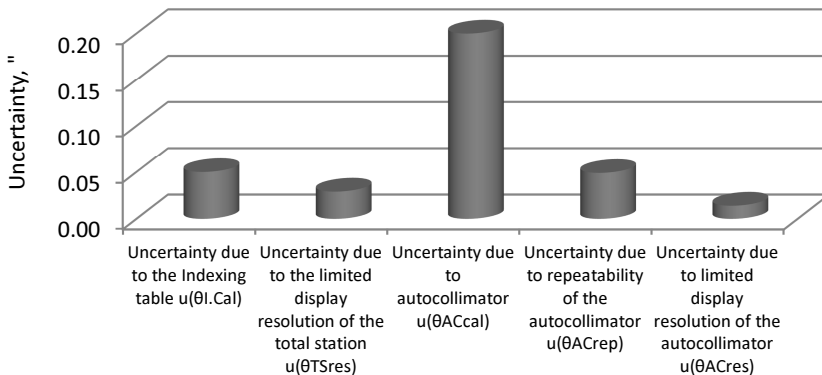 Uncertainty, "
0.20
0.15
0.10
0.05
0.00
Uncertainty due
to the Indexing
table u(θI.Cal)
Uncertainty due
to the limited
display
resolution of the
total station
u(θTSres)
Uncertainty due
to
autocollimator
u(θACcal)
Uncertainty due
to repeatability
of the
autocollimator
u(θACrep)
Uncertainty due
to limited
display
resolution of the
autocollimator
u(θACres)